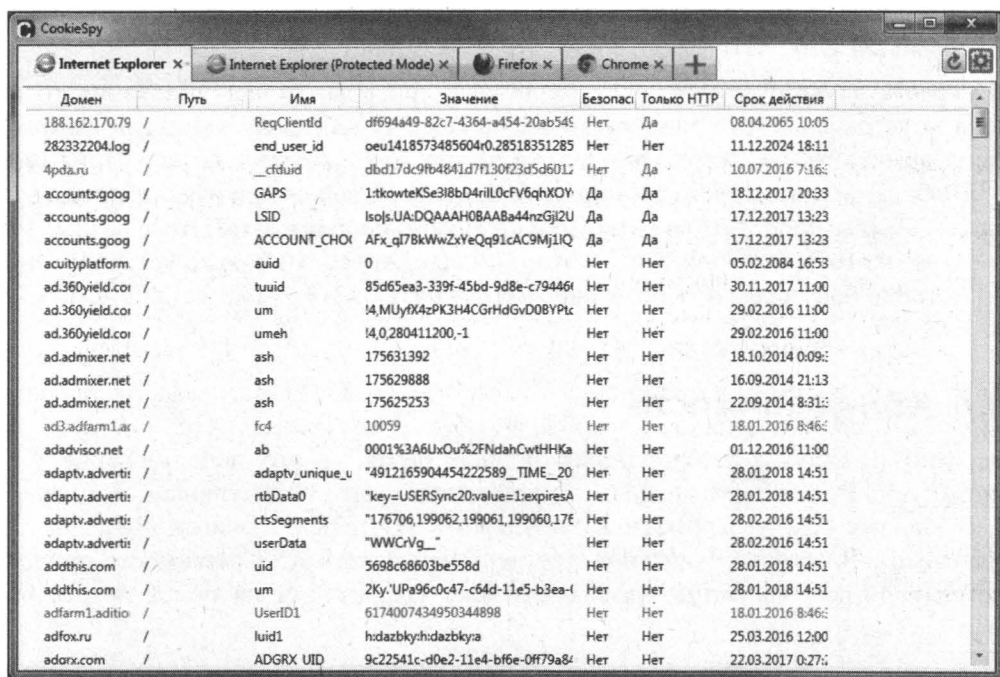 CookieSpy
Internet Explorer × Internet Explorer (Protected Mode) × Firefox × Chrome × +
Домен Путь Имя Значение Безопасі Только HTTP Срок действия
188.162.170.79 / RegClientId df694a49-82c7-4364-a454-20ab549 Нет Да 08.04.2065 10:05
282332204.log / end_user_id oeu1418573485604r0.28518351285 Нет Нет 11.12.2024 18:11
4pda.ru / __cfduid dbd17dc9fb4841d7f130f23d5d6012 Нет Да 10.07.2016 7:16:
accounts.goog / GAPS 1:tkowteKSe3l8bD4riIL0cFV6qhXOY Да Да 18.12.2017 20:33
accounts.goog / LSID lso|s.UA:DQAAAH0BAABa44nzGjl2U Да Да 17.12.2017 13:23
accounts.goog / ACCOUNT_CHO AFx_qI7BkWwZxYeQq91cAC9Mj1IQ Да Да 17.12.2017 13:23
acuityplatform / auid 0 Нет Нет 05.02.2084 16:53
ad.360yield.co / tuuid 85d65ea3-339f-45bd-9d8e-c79446 Нет Нет 30.11.2017 11:00
ad.360yield.co / um !4,MUyfX4zPK3H4CGrHdGvD0BYPtc Нет Нет 29.02.2016 11:00
ad.360yield.co / umeh !4,0,280411200,-1 Нет Нет 29.02.2016 11:00
ad.admixer.net / ash 175631392 Нет Нет 18.10.2014 0:09:
ad.admixer.net / ash 175629888 Нет Нет 16.09.2014 21:13
ad.admixer.net / ash 175625253 Нет Нет 22.09.2014 8:31:
ad3.adfarm1.ac / fc4 10059 Нет Нет 18.01.2016 8:46:
adadvisor.net / ab 0001%3A6UxOu%2FNdahCwtHHKa Нет Нет 01.12.2016 11:00
adaptv.adverti / adaptv_unique_u "4912165904454222589__TIME__20 Нет Нет 28.01.2018 14:51
adaptv.adverti / rtbData0 "key=USERSync20:value=1:expiresA Нет Нет 28.01.2018 14:51
adaptv.adverti / ctsSegments "176706,199062,199061,199060,176 Нет Нет 28.02.2016 14:51
adaptv.adverti / userData "WWCrVg__" Нет Нет 28.02.2016 14:51
addthis.com / uid 5698c68603be558d Нет Нет 28.01.2018 14:51
addthis.com / um 2Ky.'URn96c0c47,-c64d-11e5-b3ea- Нет Нет 28.01.2018 14:51
adfarm1.aditio / UserID1 6174007434950344898 Нет Нет 18.01.2016 8:46:
adfox.ru / luid1 h:dazbky:h:dazbky:a Нет Нет 25.03.2016 12:00
adgrx.com / ADGRX_UID 9c22541c-d0e2-11e4-bf6e-0ff79a84 Нет Нет 22.03.2017 0:27: